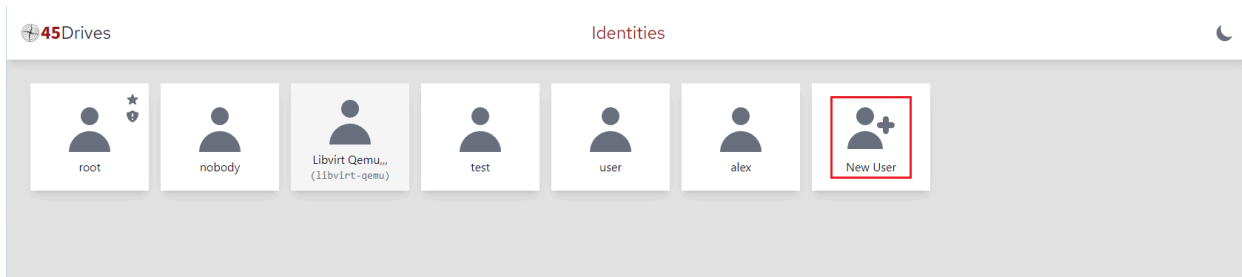 45Drives
Identities
root
nobody
Libvirt Qemu,,,
(libvirt-qemu)
test
user
alex
New User